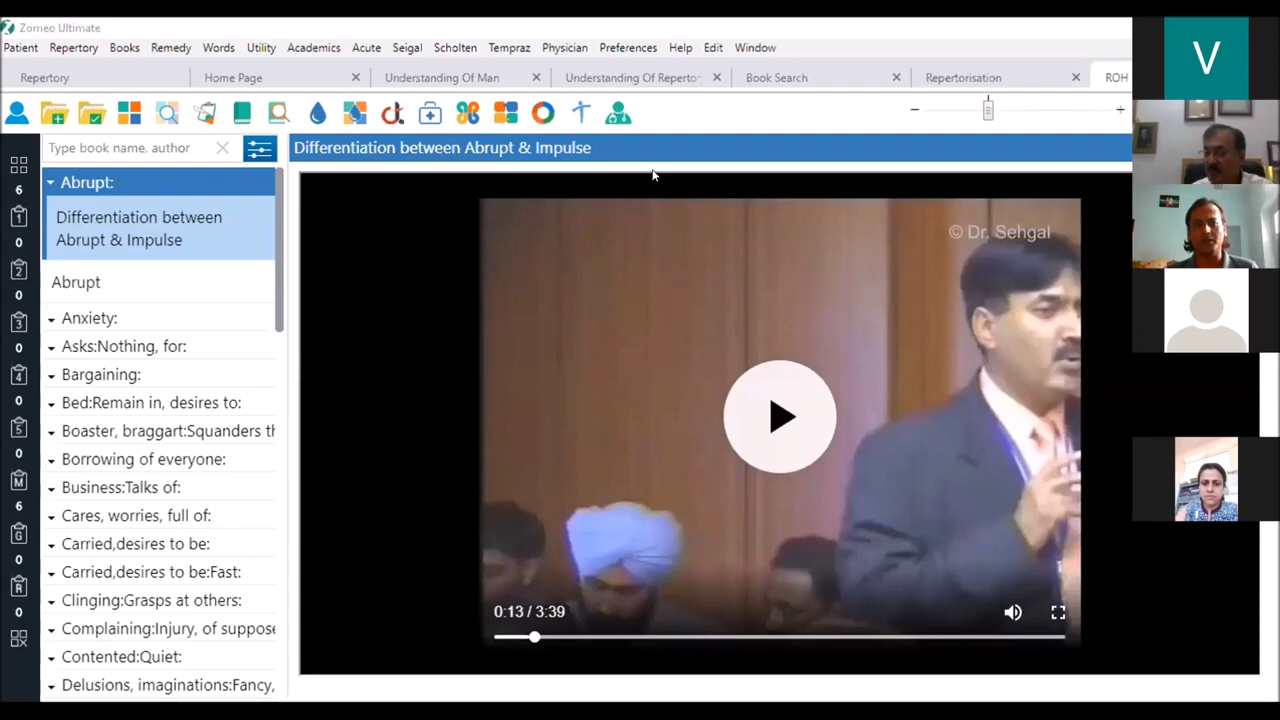 Zomeo Ultimate
Patient Repertory Books Remedy Words Utility Academics Acute Seigal Scholten Tempraz Physician Preferences Help Edit Window
Repertory Home Page Understanding Of Man Understanding Of Reperto Book Search Repertorisation ROH
Type book name, author
Differentiation between Abrupt & Impulse
Abrupt:
Differentiation between
Abrupt & Impulse
Abrupt
Anxiety:
Asks:Nothing, for:
Bargaining:
Bed:Remain in, desires to:
Boaster, braggart:Squanders th
Borrowing of everyone:
Business:Talks of:
Cares, worries, full of:
Carried,desires to be:
Carried,desires to be:Fast:
Clinging:Grasps at others:
Complaining:Injury, of suppose
Contented:Quiet:
Delusions, imaginations:Fancy,
6
1
0
2
0
3
0
4
0
5
0
M
6
G
0
R
0
© Dr. Sehgal
0:13 / 3:39
V